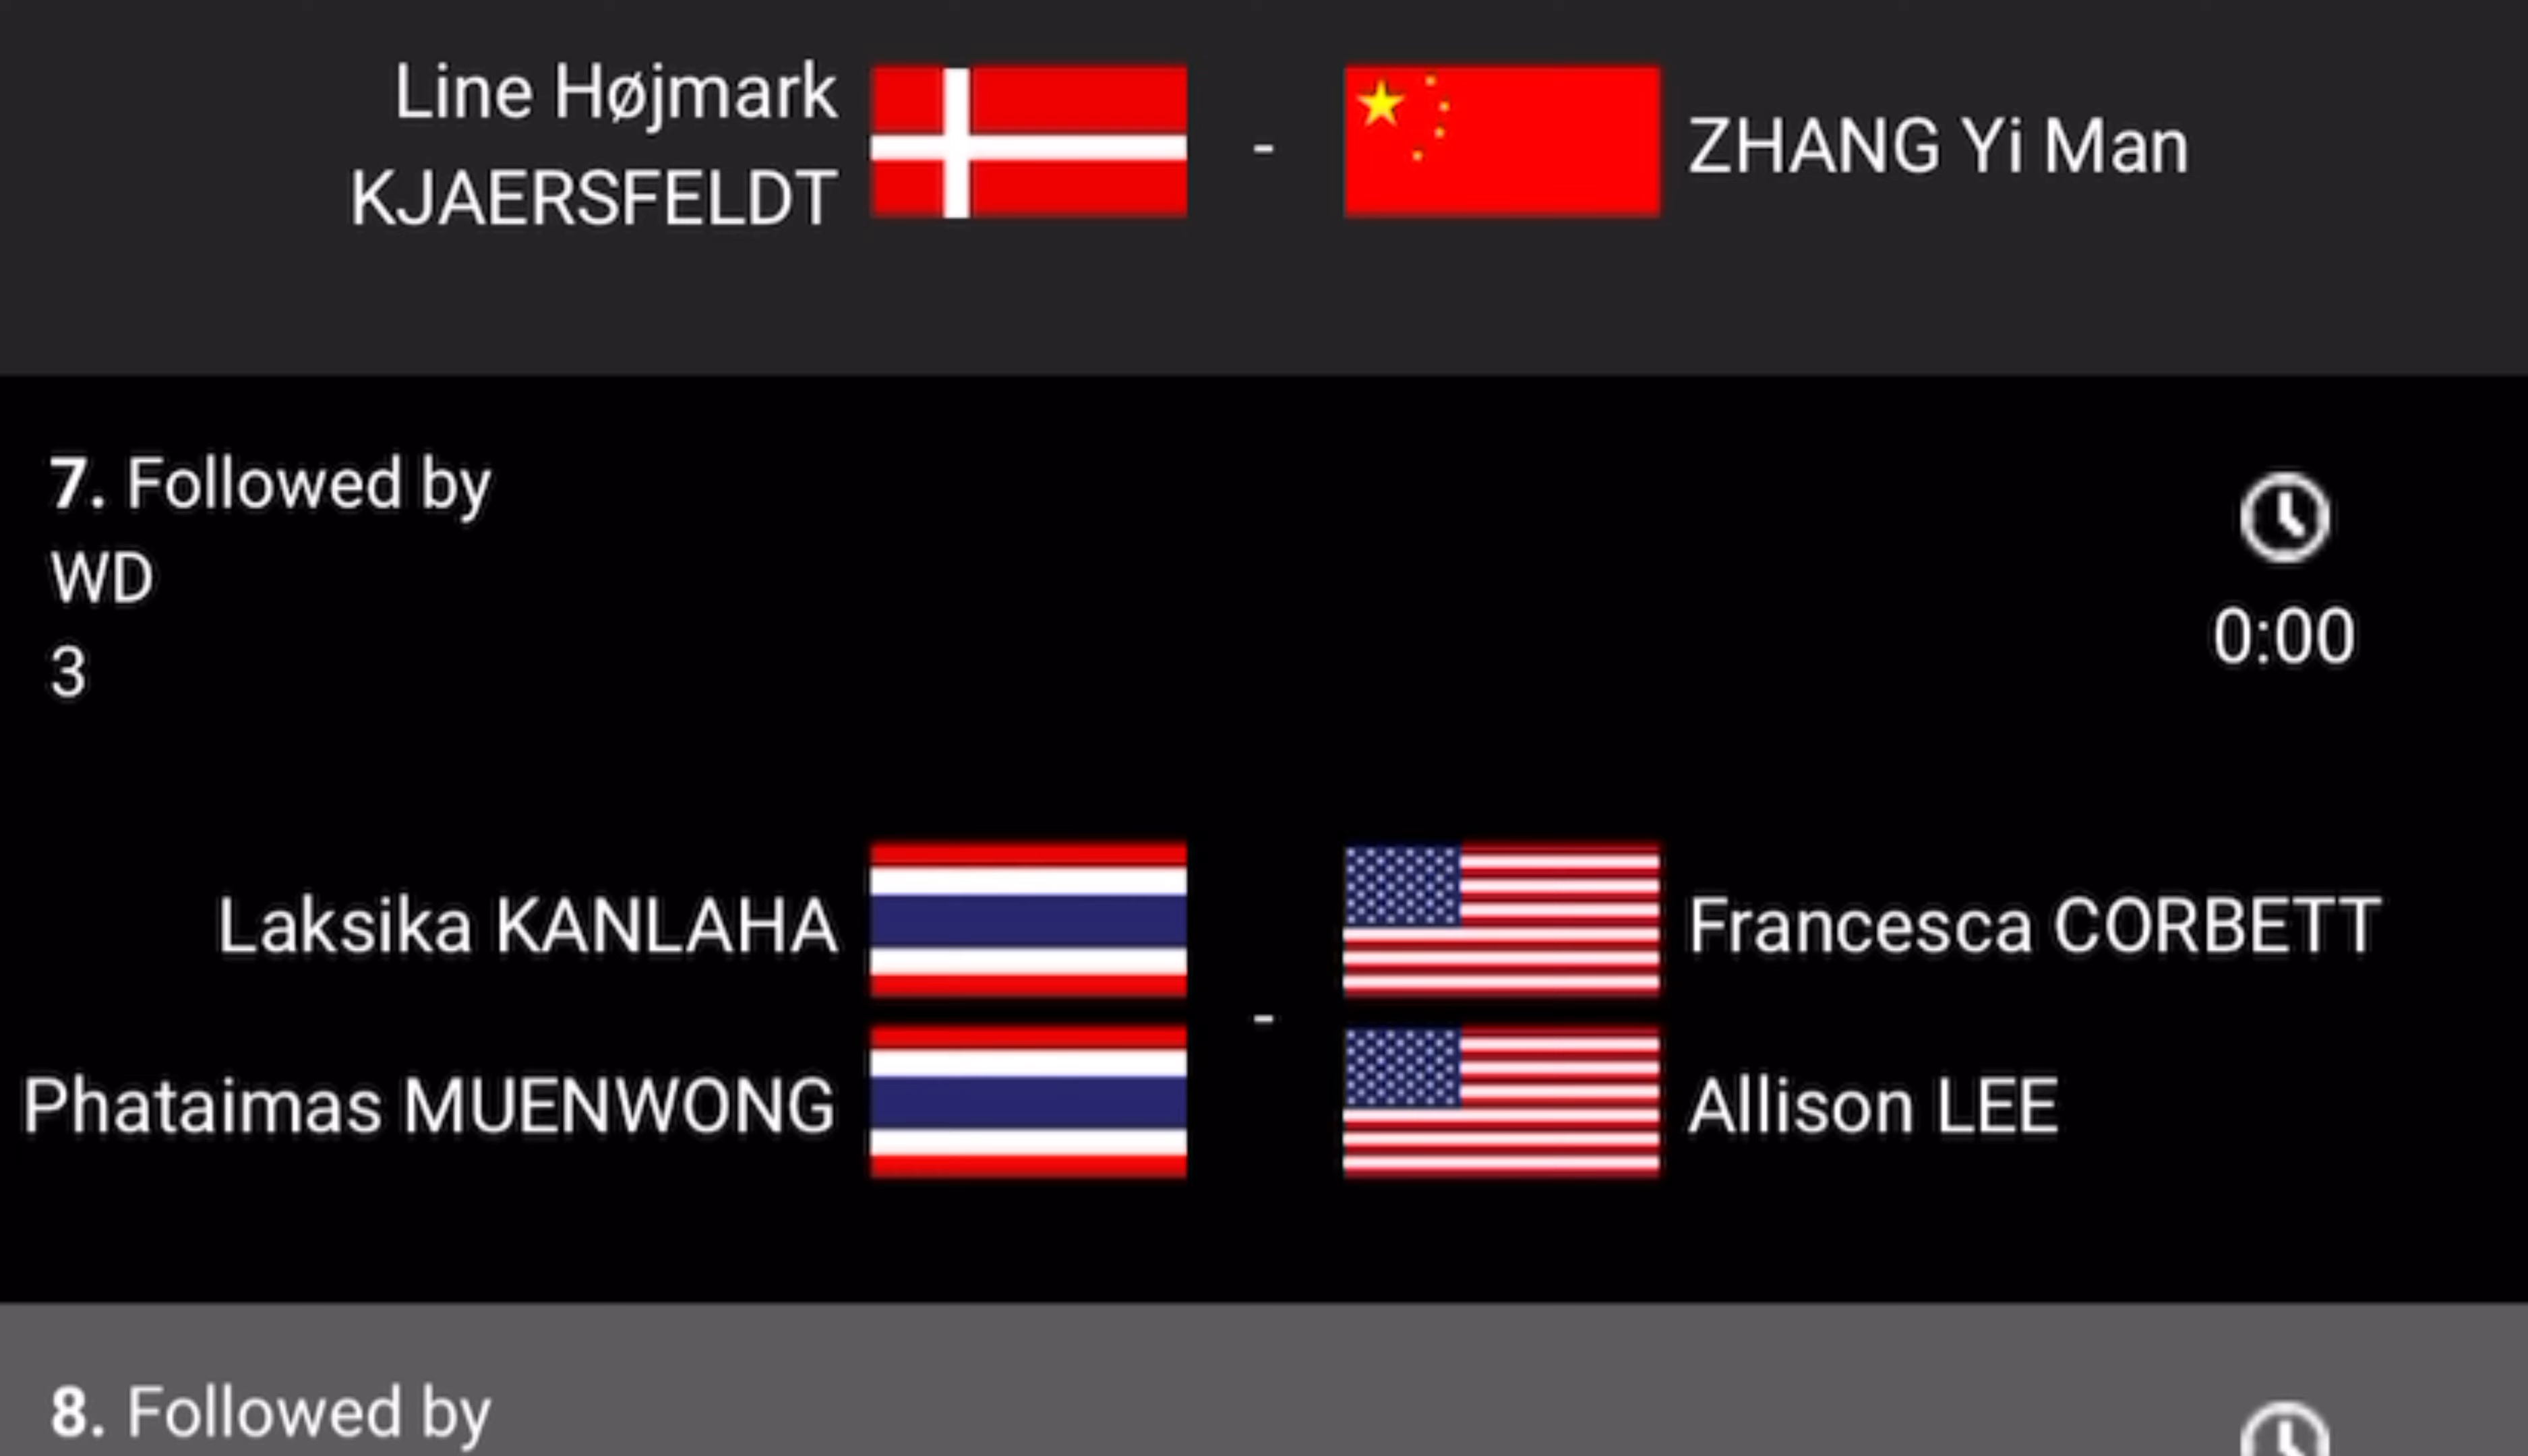 Line Højmark
KJAERSFELDT
-
ZHANG Yi Man
7. Followed by
WD
3
0:00
Laksika KANLAHA
Phataimas MUENWONG
-
Francesca CORBETT
Allison LEE
8. Followed by